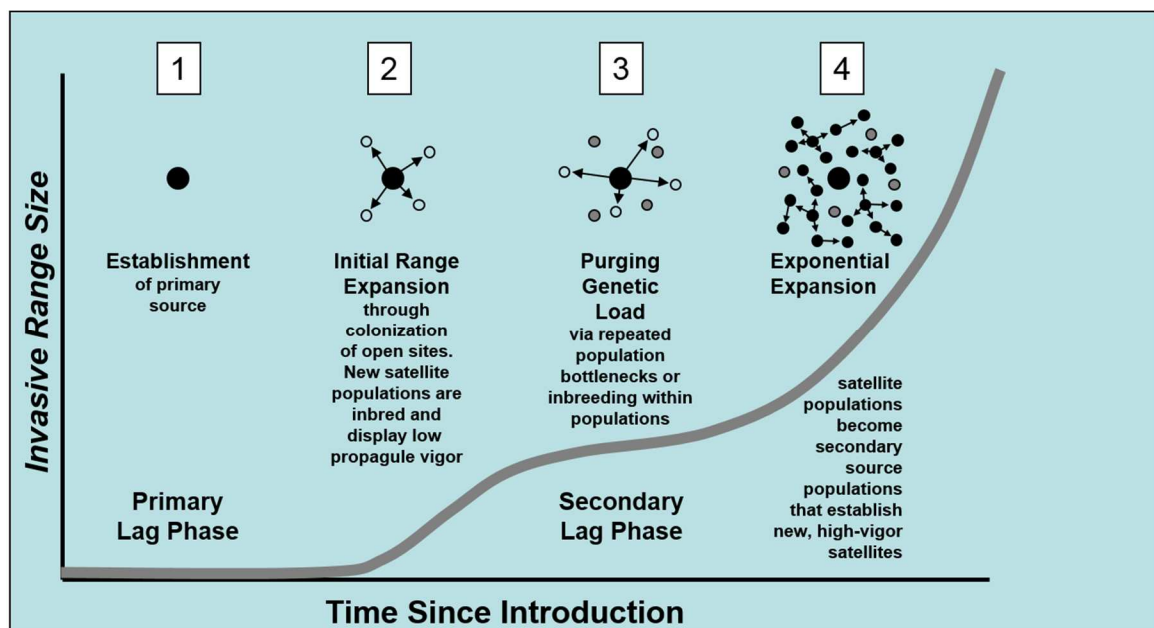 1
2
3
4
Invasive Range Size
Establishment
of primary
source
Initial Range
Expansion
through
colonization
of open sites.
New satellite
populations are
inbred and
display low
propagule vigor
Purging
Genetic
Load
via repeated
population
bottlenecks or
inbreeding within
populations
Exponential
Expansion
satellite
populations
become
secondary
source
populations
that establish
new, high-vigor
satellites
Primary
Lag Phase
Secondary
Lag Phase
Time Since Introduction